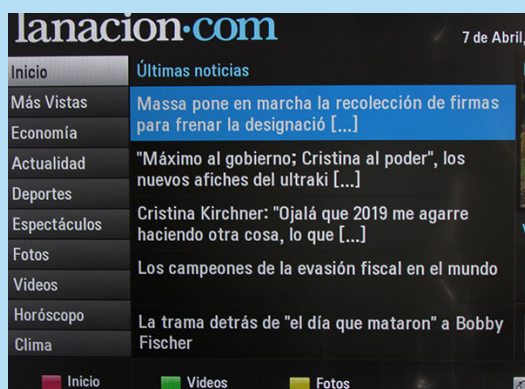 lanacion.com
7 de Abril,
Inicio
Más Vistas
Economía
Actualidad
Deportes
Espectáculos
Fotos
Videos
Horóscopo
Clima
Últimas noticias
Massa pone en marcha la recolección de firmas
para frenar la designació [...]
"Máximo al gobierno; Cristina al poder", los
nuevos afiches del ultraki [...]
Cristina Kirchner: "Ojalá que 2019 me agarre
haciendo otra cosa, lo que [...]
Los campeones de la evasión fiscal en el mundo
La trama detrás de "el día que mataron" a Bobby
Fischer
Inicio
Videos
Fotos